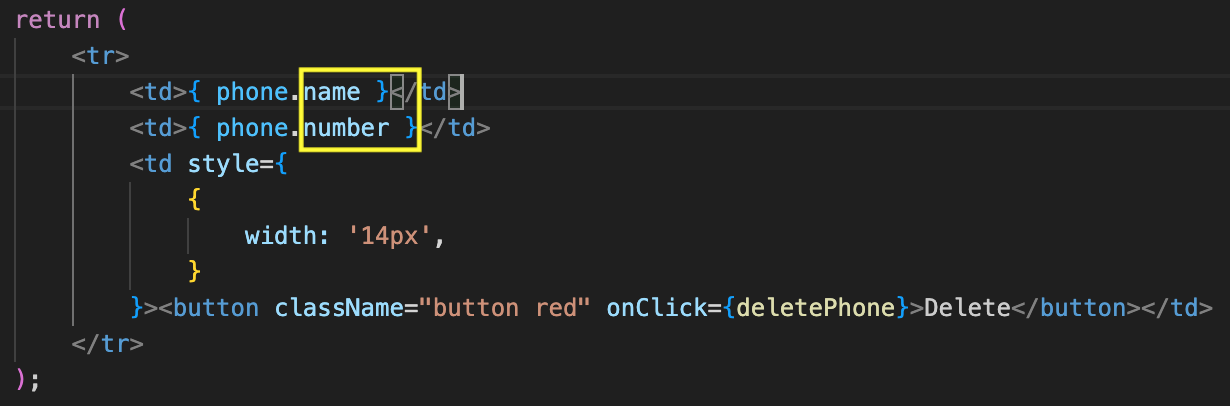 return (
<tr>
<td>{ phone.name }</td>
<td>{ phone.number }</td>
<td style={
{
width: '14px',
}
}><button className="button red" onClick={deletePhone}>Delete</button></td>
</tr>
);